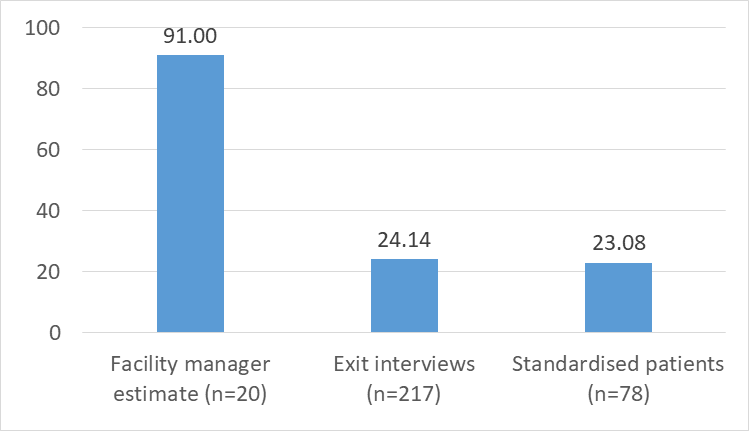 100
91.00
80
60
40
24.14
23.08
20
0
Facility manager
estimate (n=20)
Exit interviews
(n=217)
Standardised patients
(n=78)